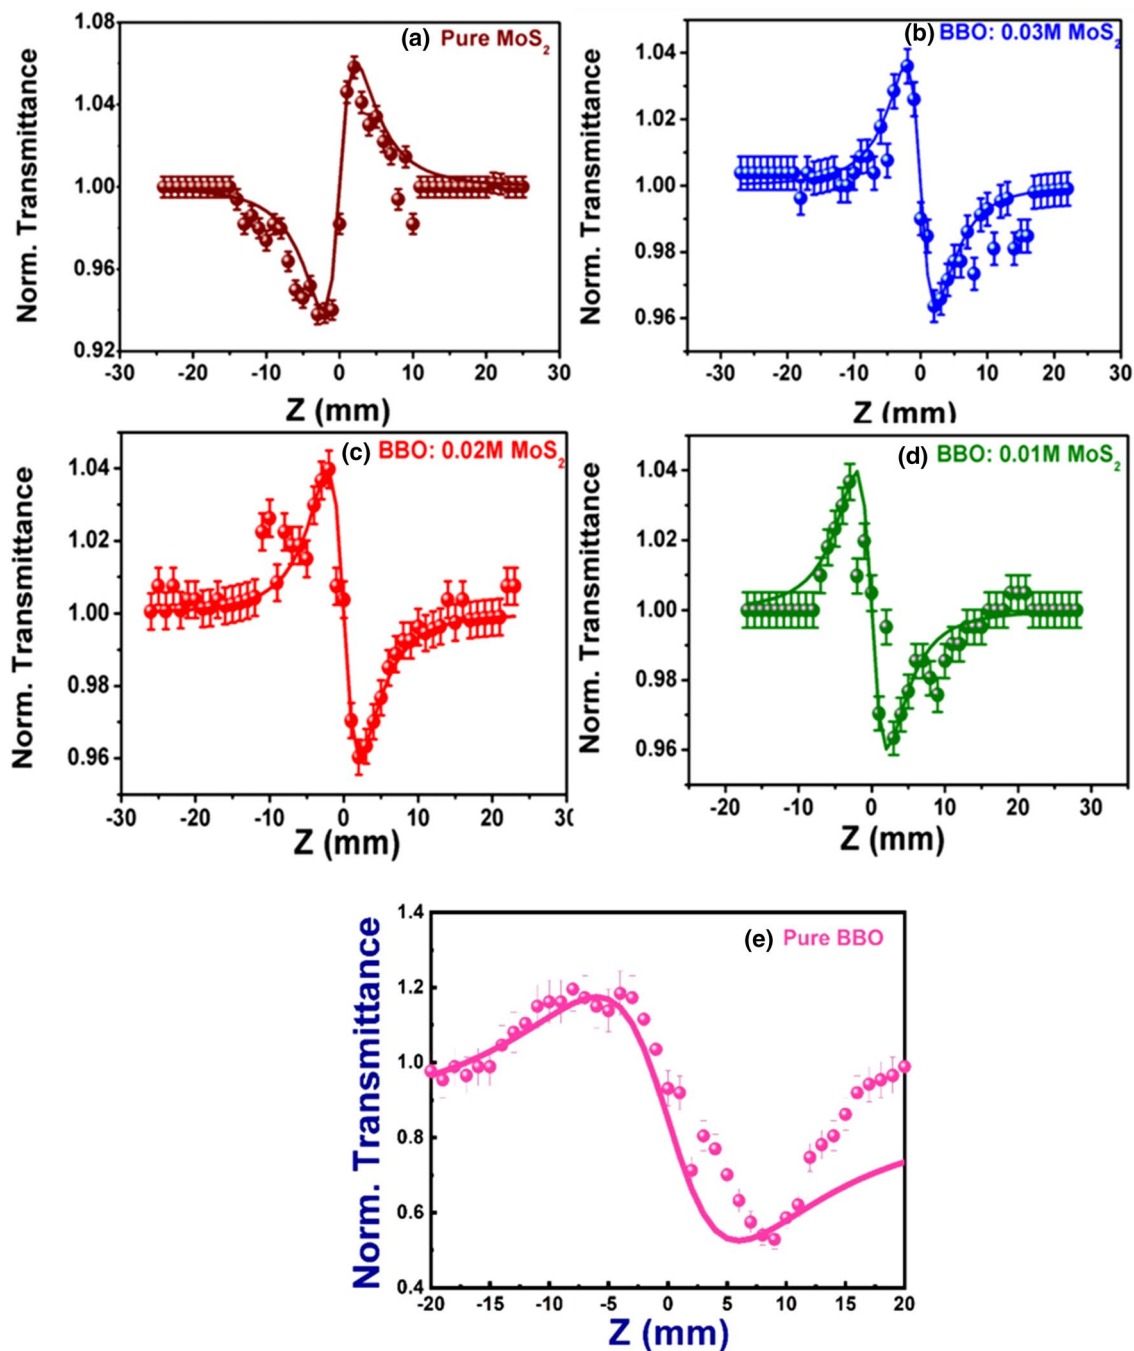 (a) Pure MoS2
1.08
1.04
1.00
0.96
0.92
Norm. Transmittance
-30 -20 -10 0 10 20 30
Z (mm)
(b) BBO: 0.03M MoS2
1.04
1.02
1.00
0.98
0.96
Norm. Transmittance
-30 -20 -10 0 10 20 30
Z (mm)
(c) BBO: 0.02M MoS2
1.04
1.02
1.00
0.98
0.96
Norm. Transmittance
-30 -20 -10 0 10 20 30
Z (mm)
(d) BBO: 0.01M MoS2
1.04
1.02
1.00
0.98
0.96
Norm. Transmittance
-20 -10 0 10 20 30
Z (mm)
(e) Pure BBO
1.4
1.2
1.0
0.8
0.6
0.4
Norm. Transmittance
-20 -15 -10 -5 0 5 10 15 20
Z (mm)